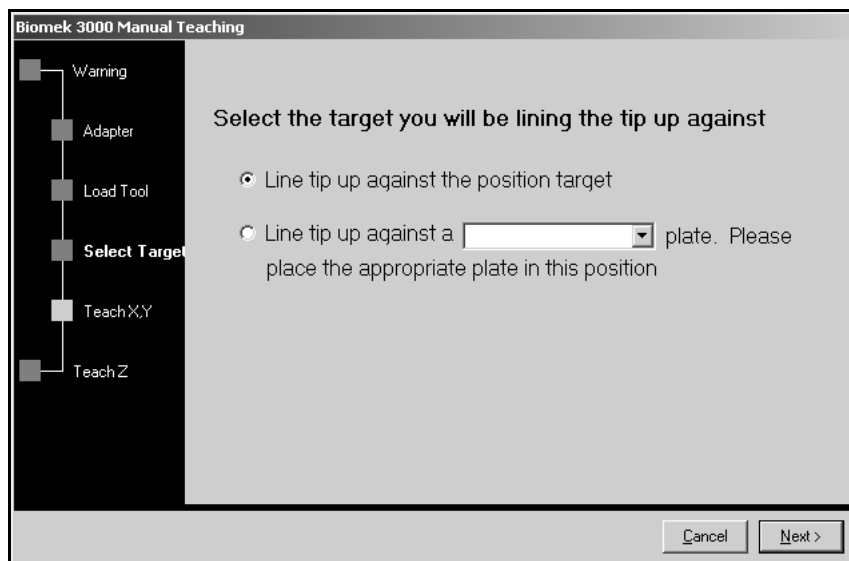 Biomek 3000 Manual Teaching
Warning
Adapter
Load Tool
Select Target
Teach X,Y
Teach Z
Select the target you will be lining the tip up against
Line tip up against the position target
Line tip up against a plate. Please
place the appropriate plate in this position
Cancel
Next >